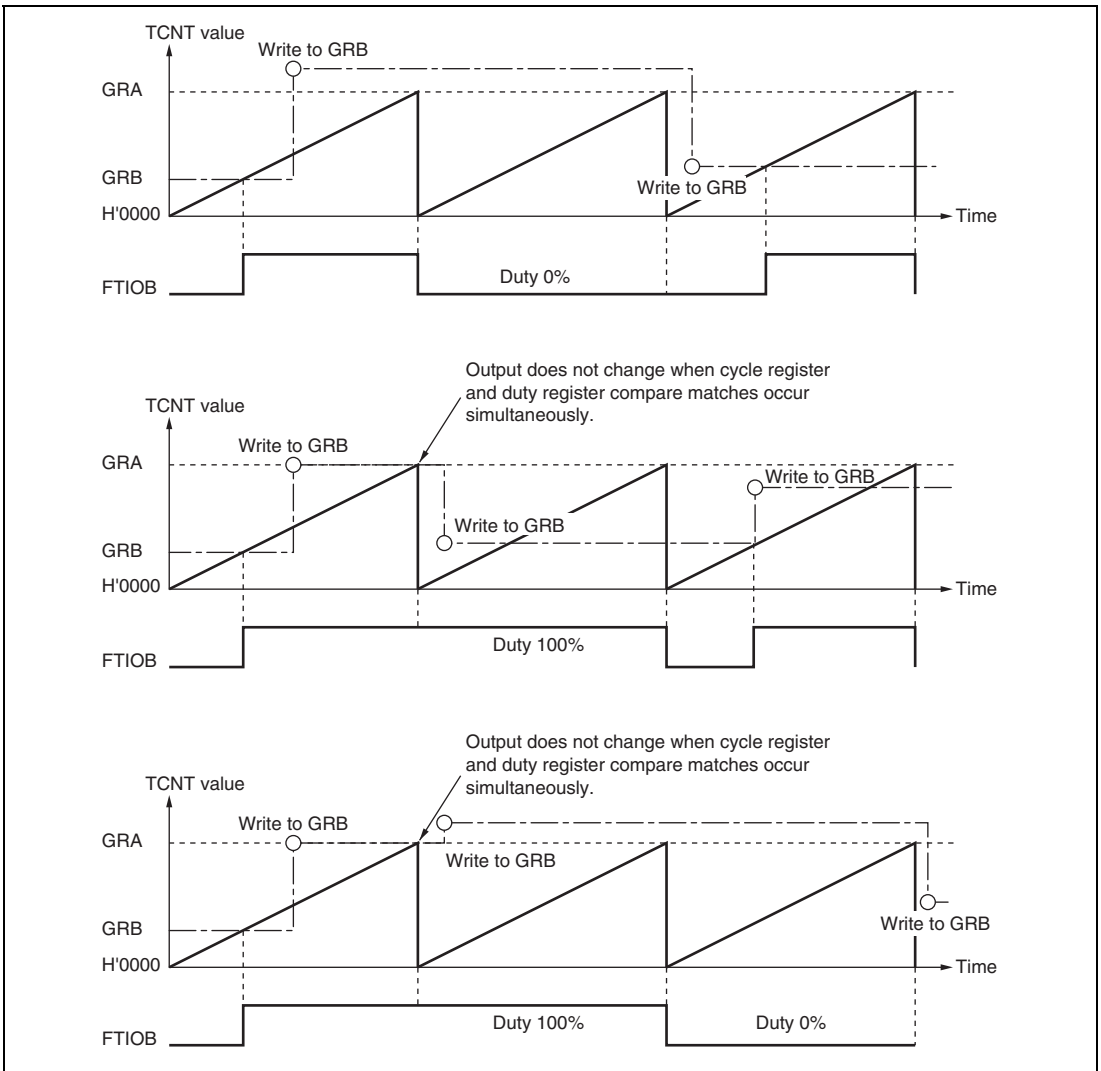 TCNT value
Write to GRB
GRA
GRB
Write to GRB
H'0000
Time
Duty 0%
FTIOB
Output does not change when cycle register
and duty register compare matches occur
simultaneously.
TCNT value
Write to GRB
GRA
Write to GRB
Write to GRB
GRB
H'0000
Time
Duty 100%
FTIOB
Output does not change when cycle register
and duty register compare matches occur
simultaneously.
TCNT value
Write to GRB
GRA
Write to GRB
GRB
Write to GRB
H'0000
Time
Duty 100%
Duty 0%
FTIOB